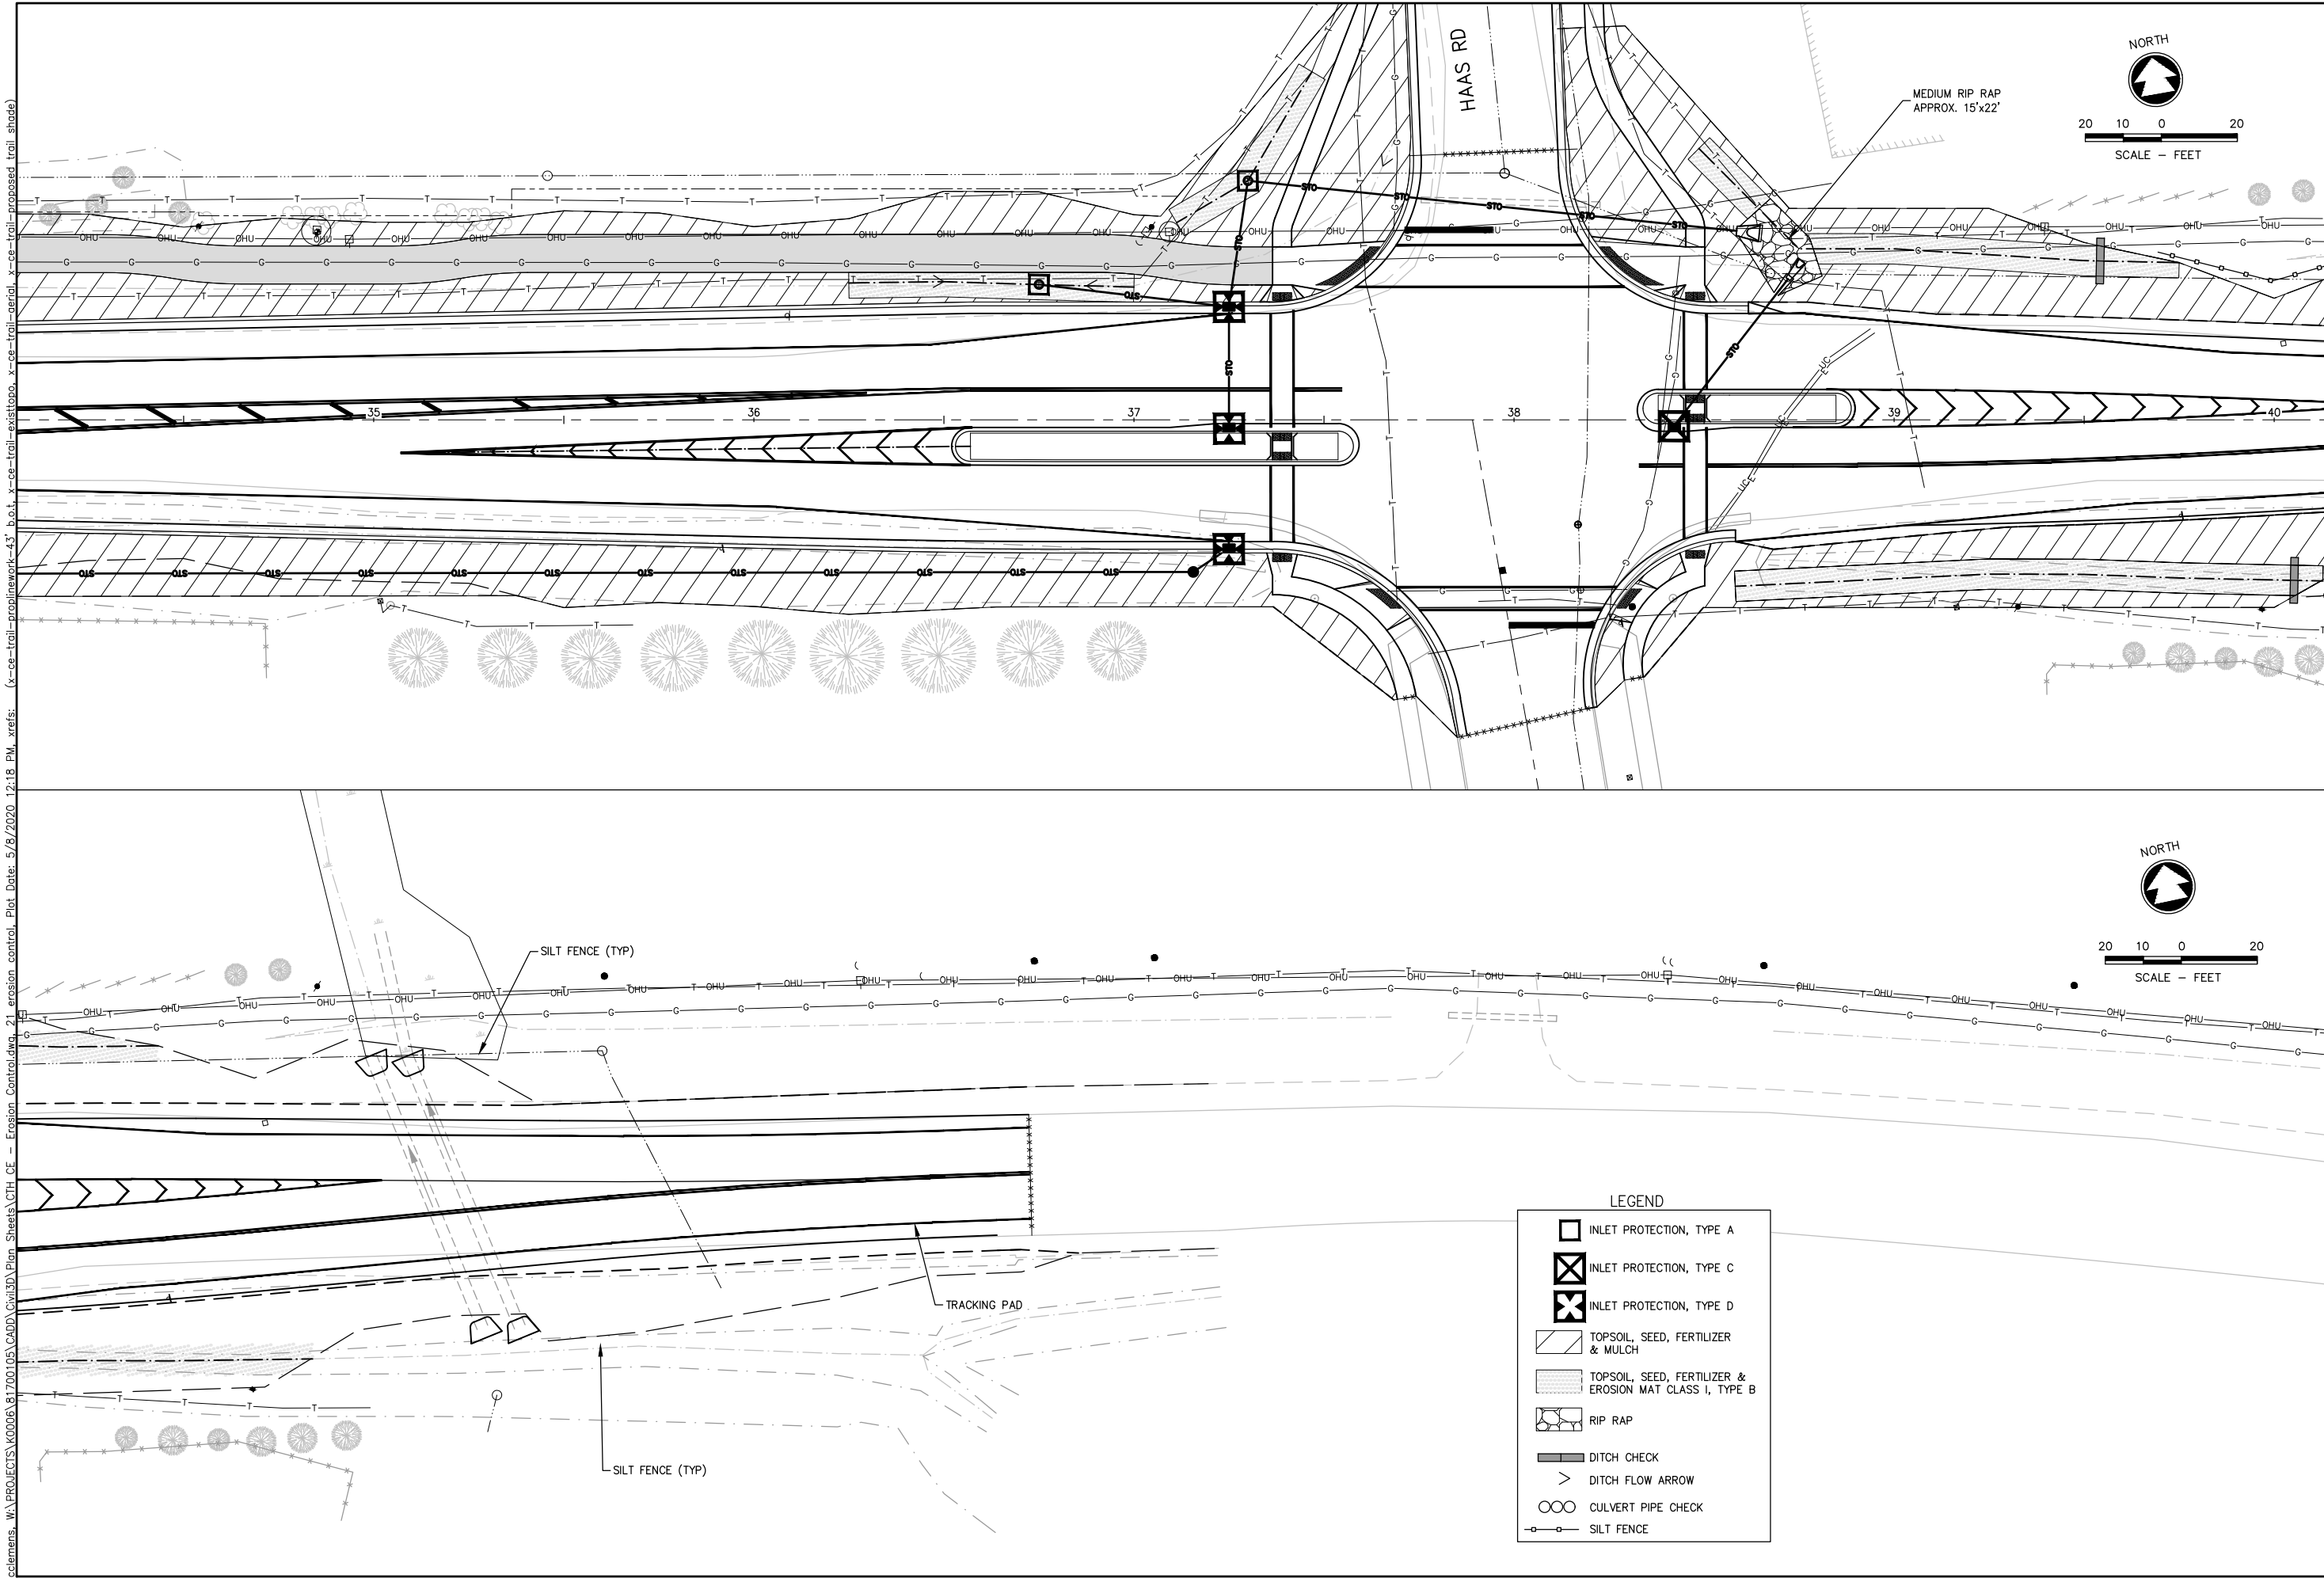 HAAS RD
NORTH
MEDIUM RIP RAP
APPROX. 15'x22'
20 10 0 20
SCALE – FEET
35 36 37 38 39 40
NORTH
20 10 0 20
SCALE – FEET
SILT FENCE (TYP)
TRACKING PAD
SILT FENCE (TYP)
LEGEND
INLET PROTECTION, TYPE A
INLET PROTECTION, TYPE C
INLET PROTECTION, TYPE D
TOPSOIL, SEED, FERTILIZER
& MULCH
TOPSOIL, SEED, FERTILIZER &
EROSION MAT CLASS I, TYPE B
RIP RAP
DITCH CHECK
DITCH FLOW ARROW
CULVERT PIPE CHECK
SILT FENCE
cclemens, W:\PROJECTS\K0006\81700105\CADD\Civil3D\Plan Sheets\CTH CE – Erosion Control.dwg, 21 erosion control, Plot Date: 5/8/2020 12:18 PM, xrefs: (x-ce-trail-proplinework-43' b.o.t, x-ce-trail-existtopo, x-ce-trail-aerial, x-ce-trail-proposed trail shade)